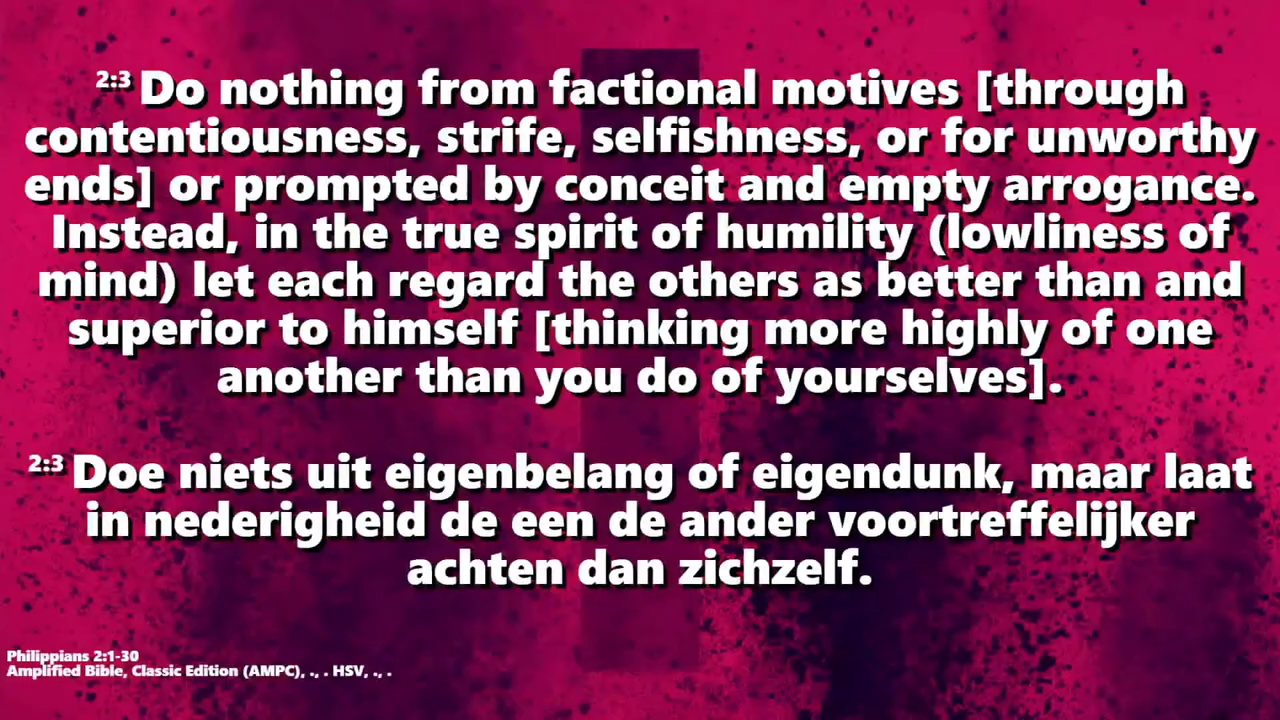 2:3 Do nothing from factional motives [through
contentiousness, strife, selfishness, or for unworthy
ends] or prompted by conceit and empty arrogance.
Instead, in the true spirit of humility (lowliness of
mind) let each regard the others as better than and
superior to himself [thinking more highly of one
another than you do of yourselves].
2:3 Doe niets uit eigenbelang of eigendunk, maar laat
in nederigheid de een de ander voortreffelijker
achten dan zichzelf.
Philippians 2:1-30
Amplified Bible, Classic Edition (AMPC), ., . HSV, ., .